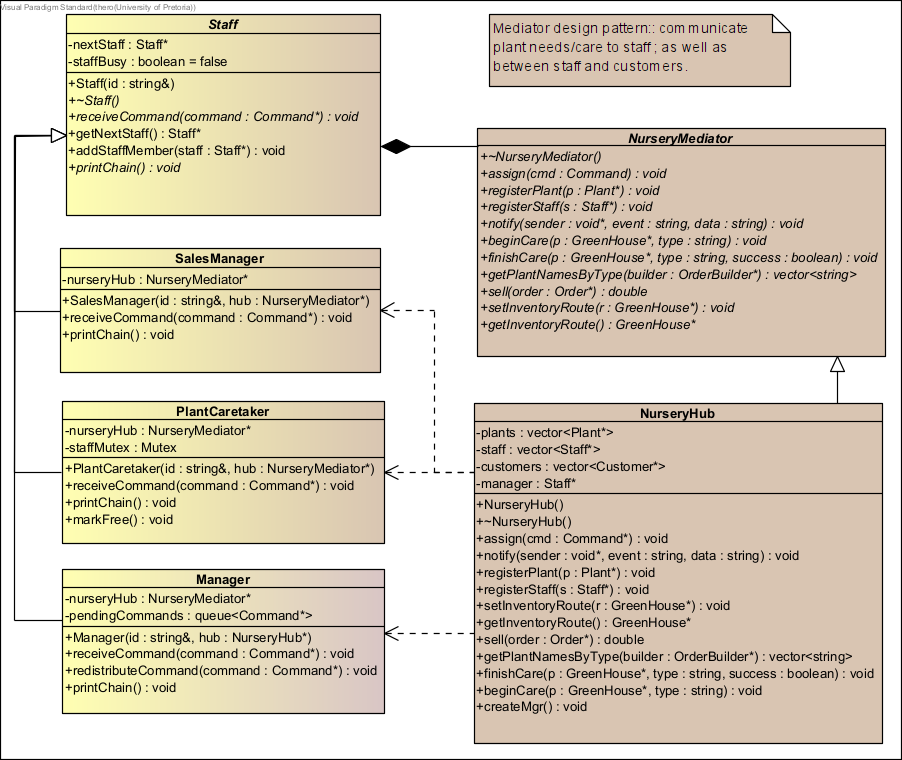 Visual Paradigm Standard(thero(University of Pretoria))
Staff
-nextStaff : Staff*
-staffBusy : boolean = false
+Staff(id : string&)
+~Staff()
+receiveCommand(command : Command*) : void
+getNextStaff() : Staff*
+addStaffMember(staff : Staff*) : void
+printChain() : void
Mediator design pattern:: communicate
plant needs/care to staff; as well as
between staff and customers.
NurseryMediator
+~NurseryMediator()
+assign(cmd : Command) : void
+registerPlant(p : Plant*) : void
+registerStaff(s : Staff*) : void
+notify(sender : void*, event : string, data : string) : void
+beginCare(p : GreenHouse*, type : string) : void
+finishCare(p : GreenHouse*, type : string, success : boolean) : void
+getPlantNamesByType(builder : OrderBuilder*) : vector<string>
+sell(order : Order*) : double
+setInventoryRoute(r : GreenHouse*) : void
+getInventoryRoute() : GreenHouse*
SalesManager
-nurseryHub : NurseryMediator*
+SalesManager(id : string&, hub : NurseryMediator*)
+receiveCommand(command : Command*) : void
+printChain() : void
PlantCaretaker
-nurseryHub : NurseryMediator*
-staffMutex : Mutex
+PlantCaretaker(id : string&, hub : NurseryMediator*)
+receiveCommand(command : Command*) : void
+printChain() : void
+markFree() : void
NurseryHub
-plants : vector<Plant*>
-staff : vector<Staff*>
-customers : vector<Customer*>
-manager : Staff*
+NurseryHub()
+~NurseryHub()
+assign(cmd : Command*) : void
+notify(sender : void*, event : string, data : string) : void
+registerPlant(p : Plant*) : void
+registerStaff(s : Staff*) : void
+setInventoryRoute(r : GreenHouse*) : void
+getInventoryRoute() : GreenHouse*
+sell(order : Order*) : double
+getPlantNamesByType(builder : OrderBuilder*) : vector<string>
+finishCare(p : GreenHouse*, type : string, success : boolean) : void
+beginCare(p : GreenHouse*, type : string) : void
+createMgr() : void
Manager
-nurseryHub : NurseryMediator*
-pendingCommands : queue<Command*>
+Manager(id : string&, hub : NurseryHub*)
+receiveCommand(command : Command*) : void
+redistributeCommand(command : Command*) : void
+printChain() : void